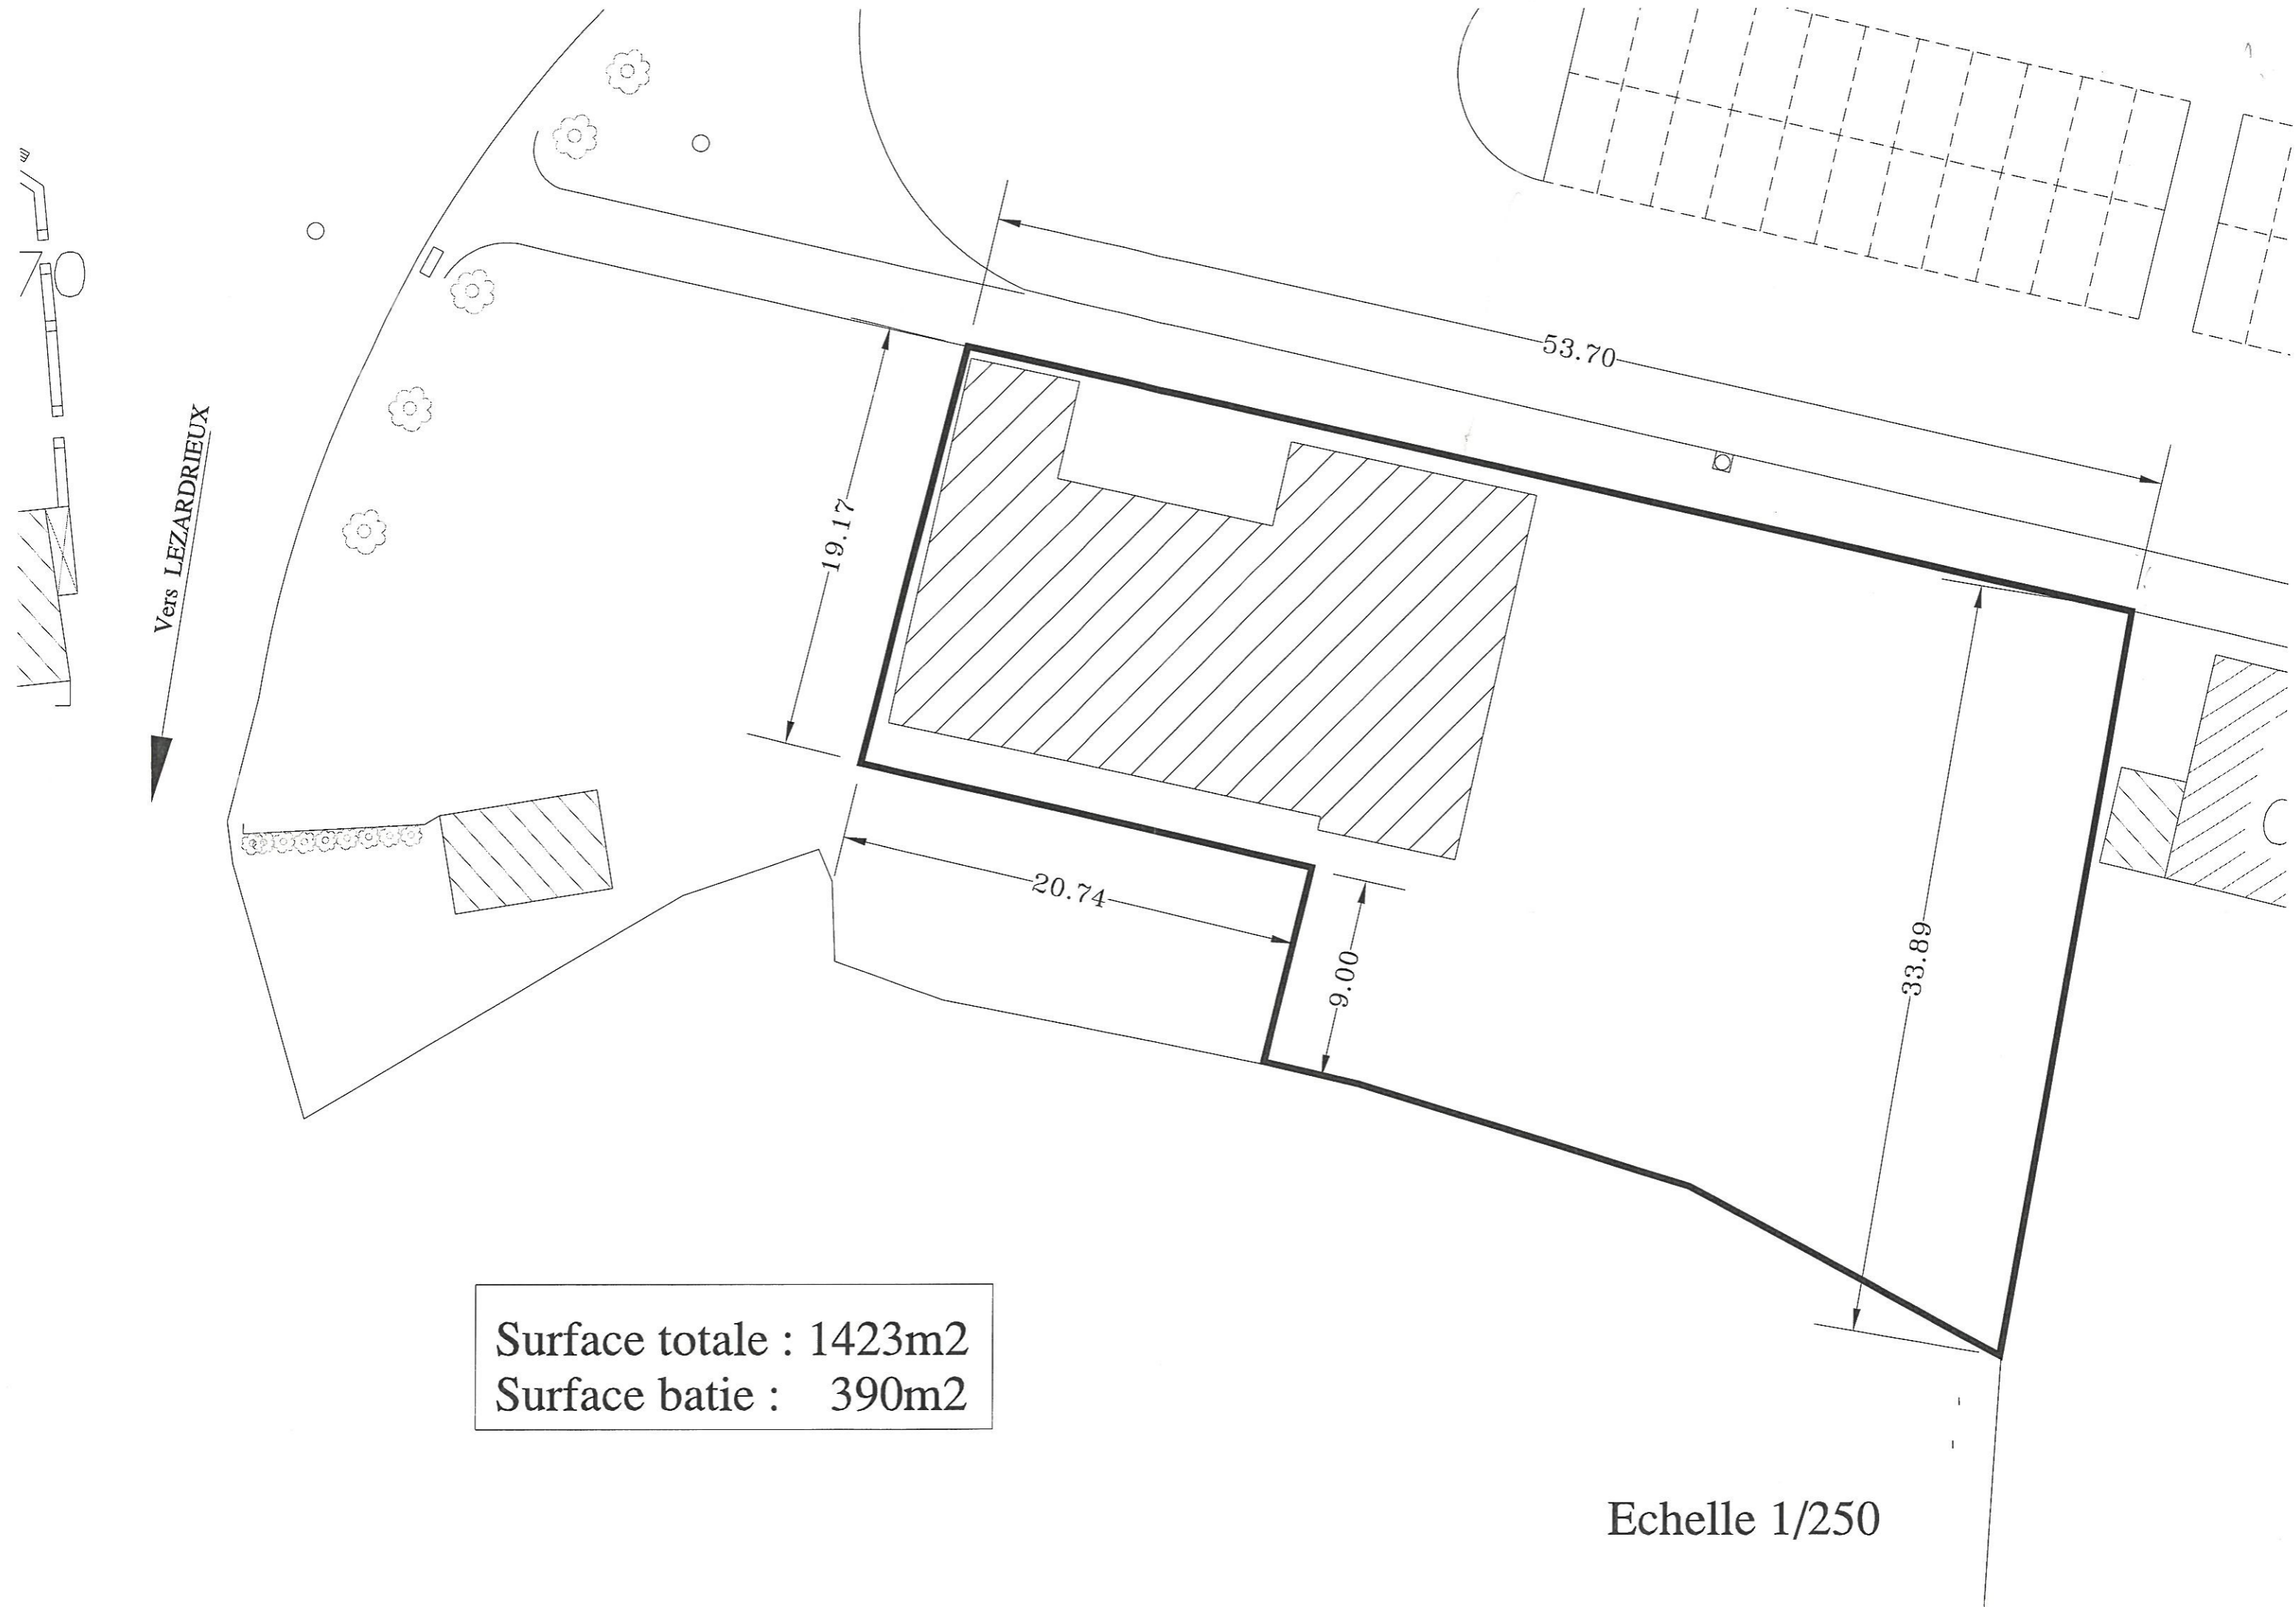 70
53.70
Vers LEZARDRIEUX
19.17
20.74
9.00
33.89
Surface totale : 1423m2
Surface batie : 390m2
Echelle 1/250